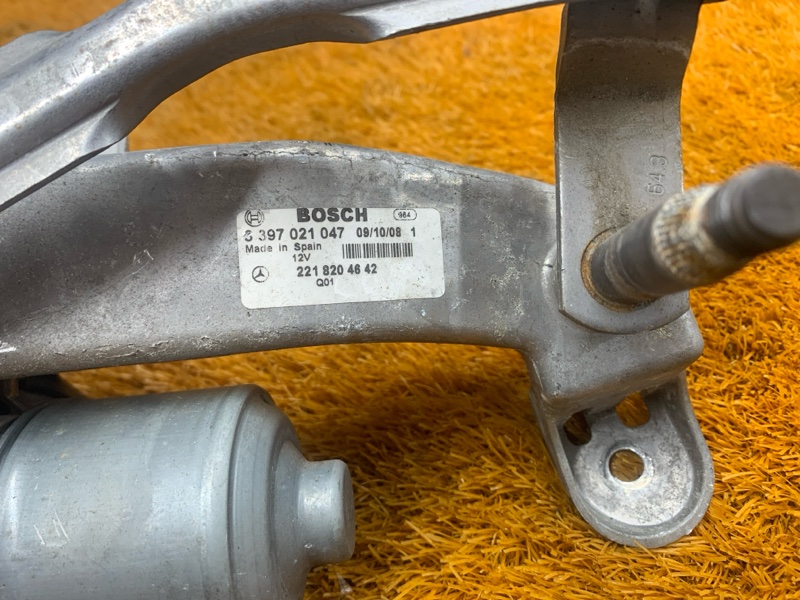 BOSCH 984
3 397 021 047 09/10/08 1
Made in Spain
12V
221 820 46 42
Q01